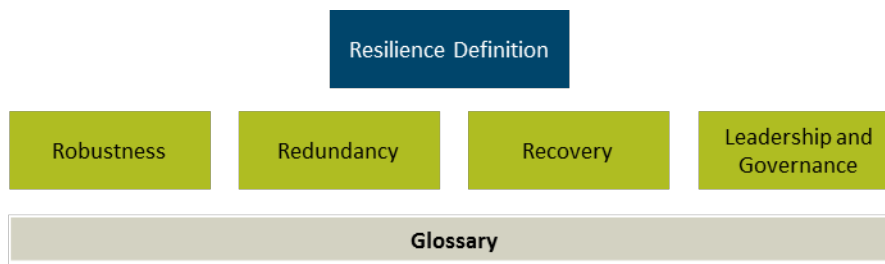 Resilience Definition
Robustness
Redundancy
Recovery
Leadership and
Governance
Glossary